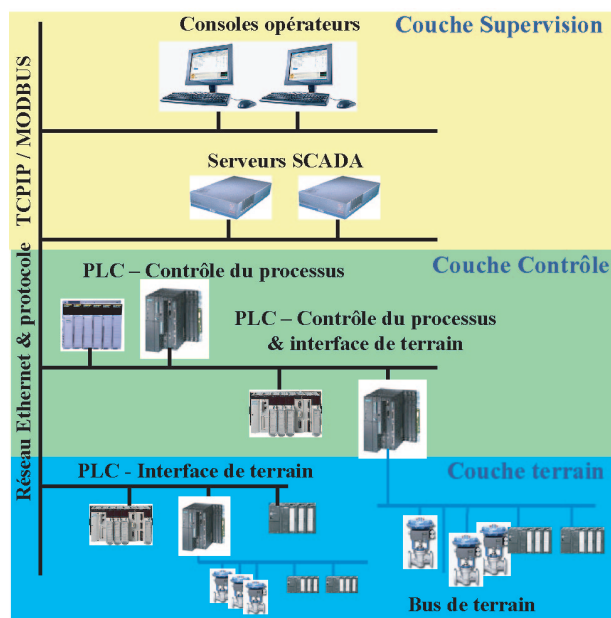 Consoles opérateurs
Couche Supervision
Serveurs SCADA
Réseau Ethernet & protocole TCPIP / MODBUS
Couche Contrôle
PLC – Contrôle du processus
PLC – Contrôle du processus
& interface de terrain
Couche terrain
PLC - Interface de terrain
Bus de terrain